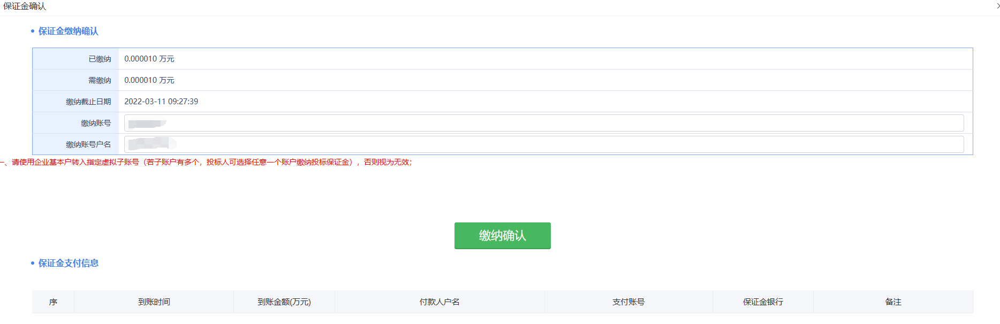 保证金确认
保证金缴纳确认
已缴纳 0.000010 万元
需缴纳 0.000010 万元
缴纳截止日期 2022-03-11 09:27:39
缴纳账号
缴纳账号户名
一、请使用企业基本户转入指定虚拟子账号（若子账户有多个，投标人可选择任意一个账户缴纳投标保证金），否则视为无效；
缴纳确认
保证金支付信息
序 到账时间 到账金额(万元) 付款人户名 支付账号 保证金银行 备注